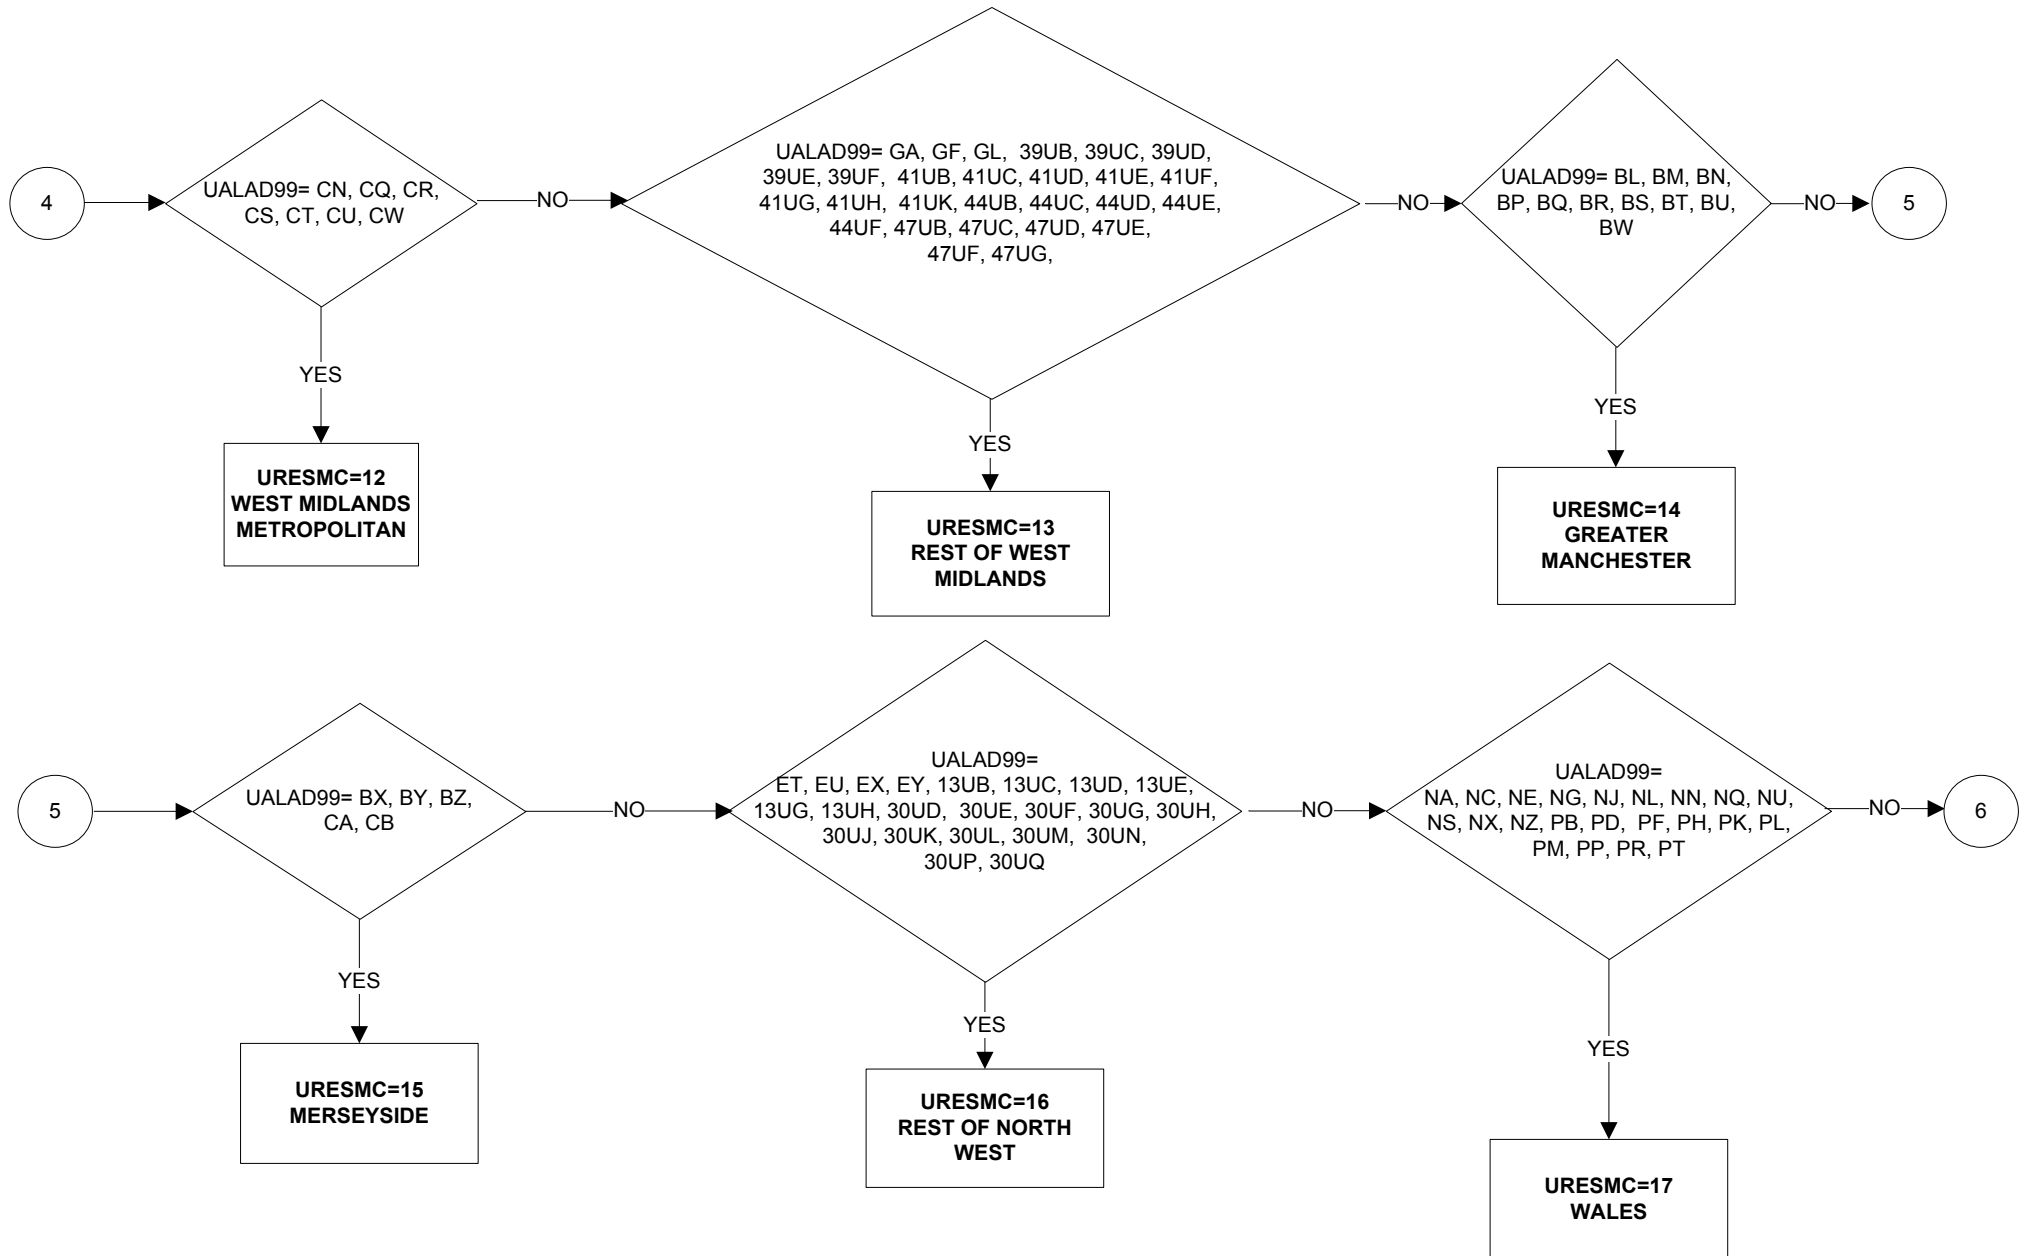 4
UALAD99= CN, CQ, CR,
CS, CT, CU, CW
NO
UALAD99= GA, GF, GL, 39UB, 39UC, 39UD,
39UE, 39UF, 41UB, 41UC, 41UD, 41UE, 41UF,
41UG, 41UH, 41UK, 44UB, 44UC, 44UD, 44UE,
44UF, 47UB, 47UC, 47UD, 47UE,
47UF, 47UG,
NO
UALAD99= BL, BM, BN,
BP, BQ, BR, BS, BT, BU,
BW
NO
5
YES
YES
YES
URESMC=12
WEST MIDLANDS
METROPOLITAN
URESMC=13
REST OF WEST
MIDLANDS
URESMC=14
GREATER
MANCHESTER
5
UALAD99= BX, BY, BZ,
CA, CB
NO
UALAD99=
ET, EU, EX, EY, 13UB, 13UC, 13UD, 13UE,
13UG, 13UH, 30UD, 30UE, 30UF, 30UG, 30UH,
30UJ, 30UK, 30UL, 30UM, 30UN,
30UP, 30UQ
NO
UALAD99=
NA, NC, NE, NG, NJ, NL, NN, NQ, NU,
NS, NX, NZ, PB, PD, PF, PH, PK, PL,
PM, PP, PR, PT
NO
6
YES
YES
YES
URESMC=15
MERSEYSIDE
URESMC=16
REST OF NORTH
WEST
URESMC=17
WALES